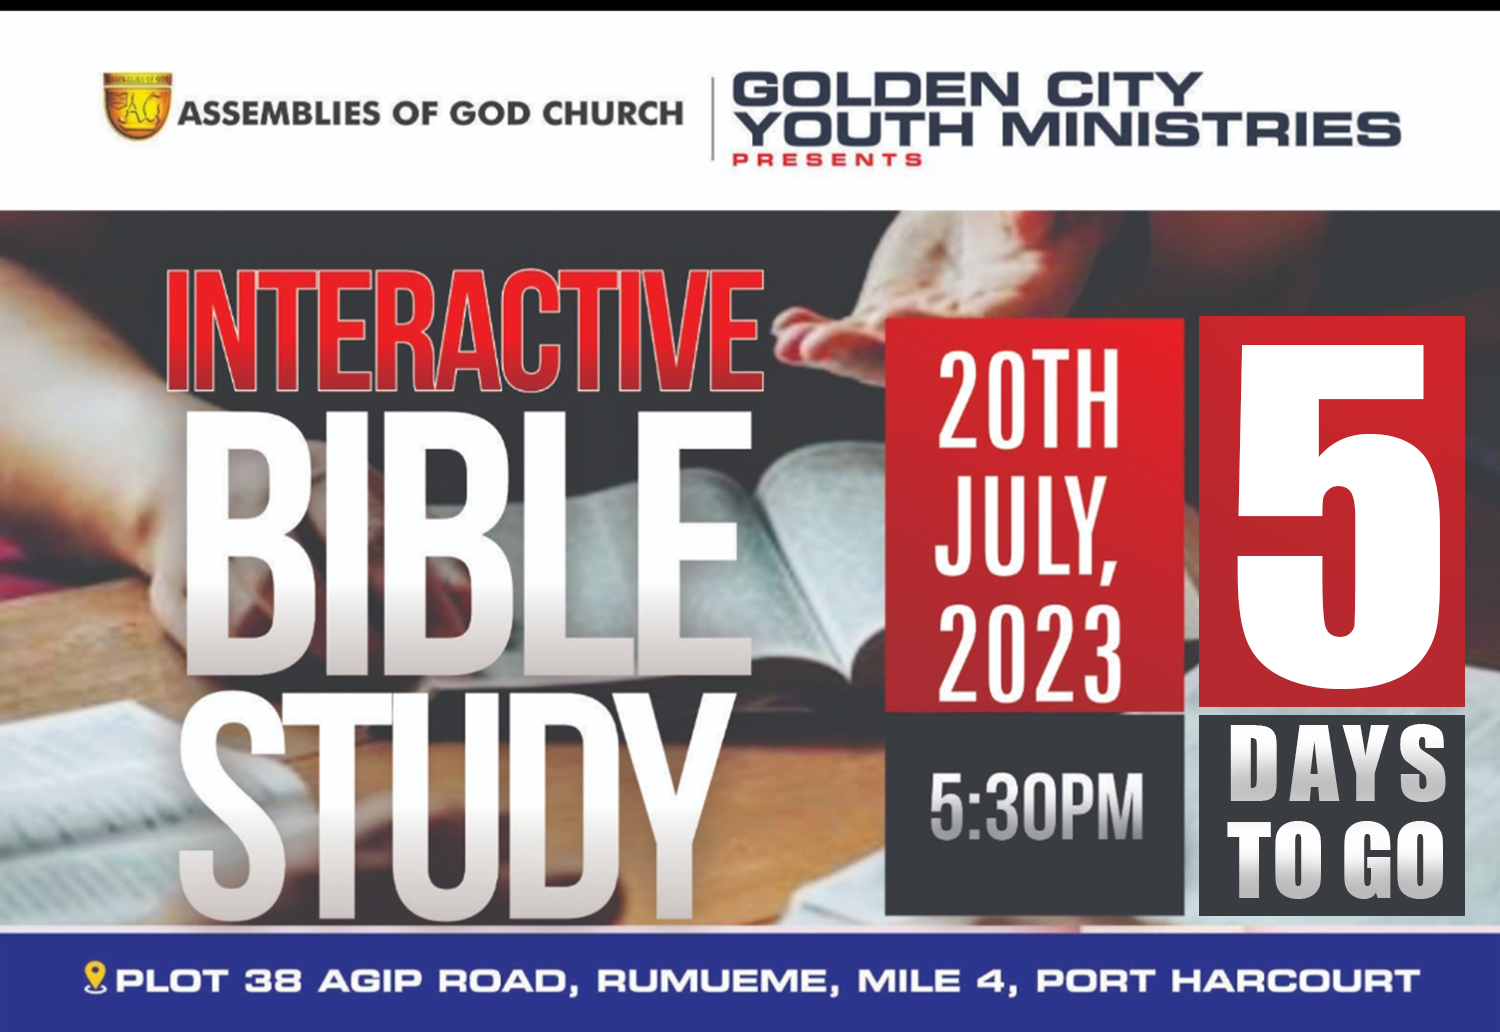 ASSEMBLIES OF GOD CHURCH
GOLDEN CITY
YOUTH MINISTRIES
PRESENTS
INTERACTIVE
BIBLE
STUDY
20TH
JULY,
2023
5:30PM
5
DAYS
TO GO
PLOT 38 AGIP ROAD, RUMUEME, MILE 4, PORT HARCOURT